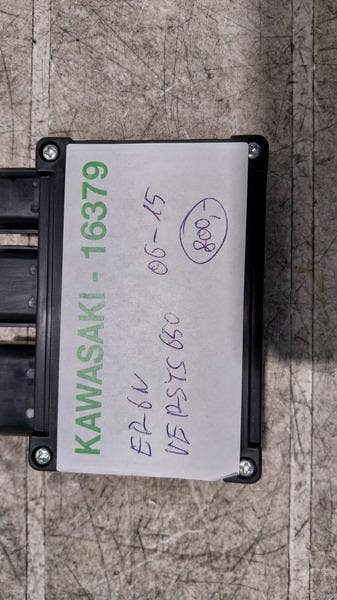 KAWASAKI - 16379
ER6N
VERSYS 650 06-15
800,-